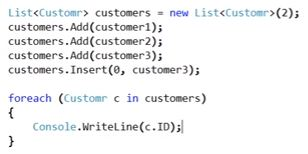 List<Customr> customers = new List<Customr>(2);
customers.Add(customer1);
customers.Add(customer2);
customers.Add(customer3);
customers.Insert(0, customer3);
foreach (Customr c in customers)
{
Console.WriteLine(c.ID);
}